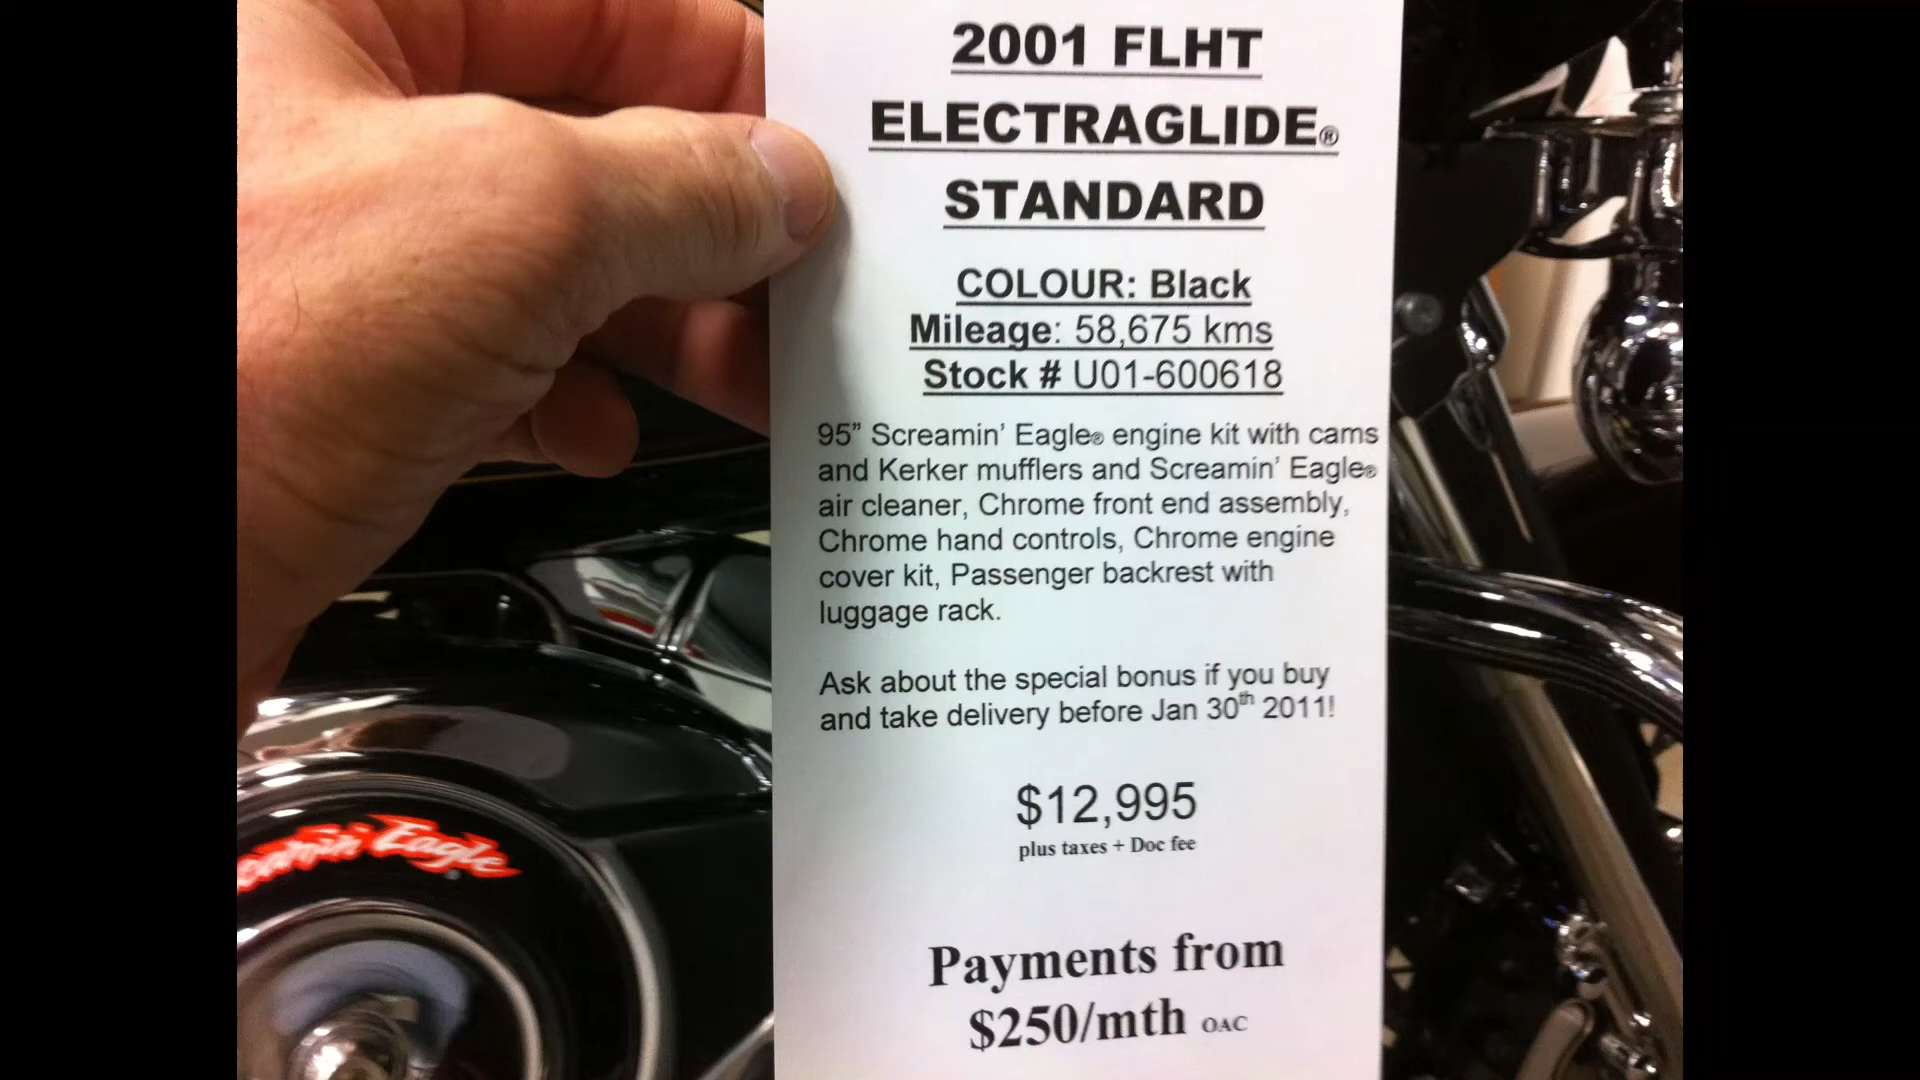 2001 FLHT
ELECTRAGLIDE®
STANDARD
COLOUR: Black
Mileage: 58,675 kms
Stock # U01-600618
95” Screamin’ Eagle® engine kit with cams
and Kerker mufflers and Screamin’ Eagle®
air cleaner, Chrome front end assembly,
Chrome hand controls, Chrome engine
cover kit, Passenger backrest with
luggage rack.
Ask about the special bonus if you buy
and take delivery before Jan 30th 2011!
$12,995
plus taxes + Doc fee
Payments from
$250/mth OAC
Eagle